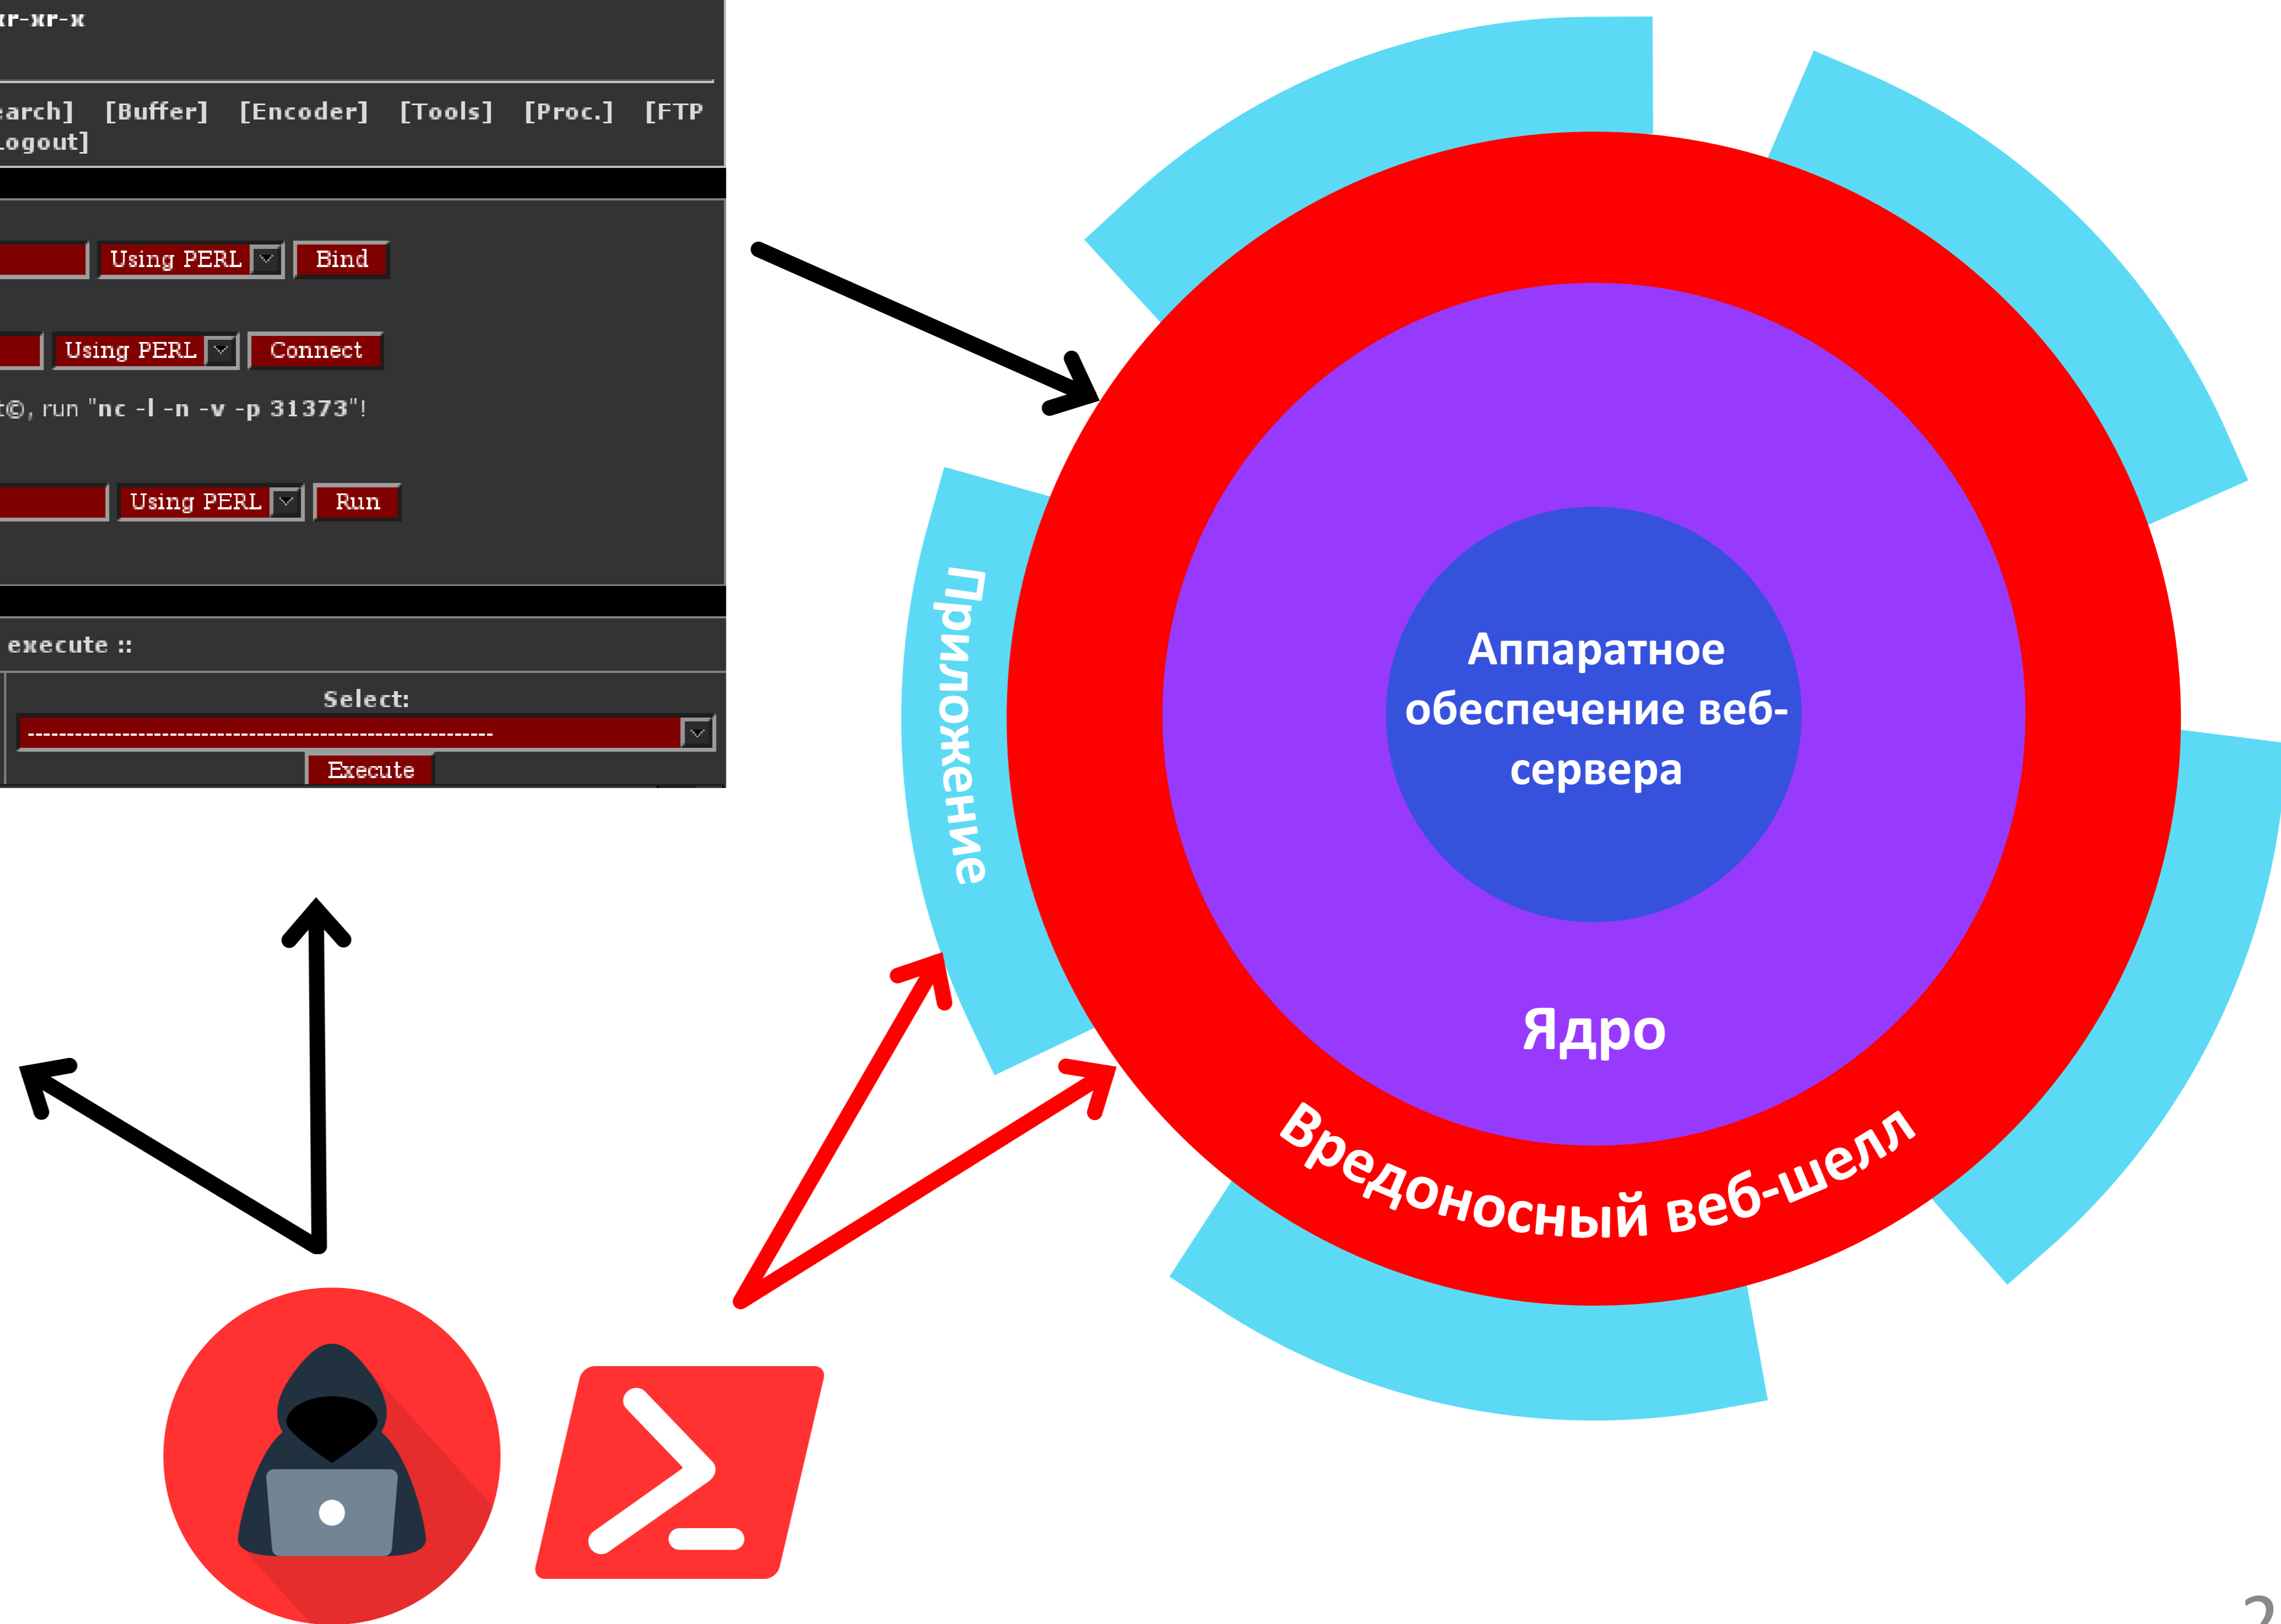 [Buffer] [Encoder] [Tools] [Proc.] [FTP
Using PERL Bind
Using PERL Connect
run "nc -l -n -v -p 31373"!
Using PERL Run
execute ::
Select:
------------------------------------------------------------
Execute
Приложение
Аппаратное
обеспечение веб-
сервера
Ядро
Вредоносный веб-шелл